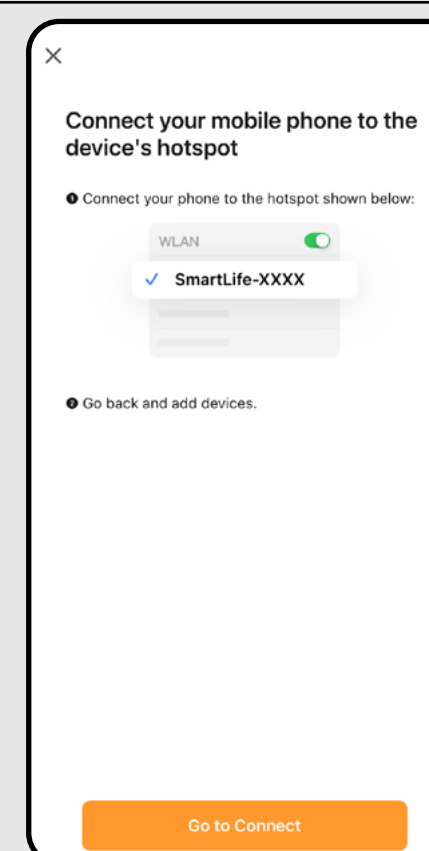 Connect your mobile phone to the
device's hotspot
❶ Connect your phone to the hotspot shown below:
WLAN
✓ SmartLife-XXXX
❷ Go back and add devices.
Go to Connect